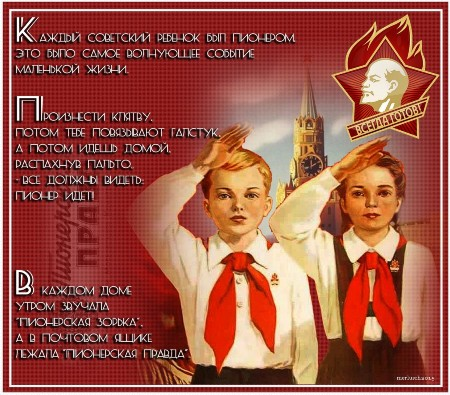 Каждый советский ребенок был пионером.
Это было самое волнующее событие
маленькой жизни.
Произнести клятву,
потом тебе повязывают галстук,
а потом идешь домой,
распахнув пальто,
- все должны видеть:
пионер идет!
В каждом доме
утром звучала
"Пионерская зорька",
а в почтовом ящике
лежала "Пионерская правда".
ВСЕГДА ГОТОВ!